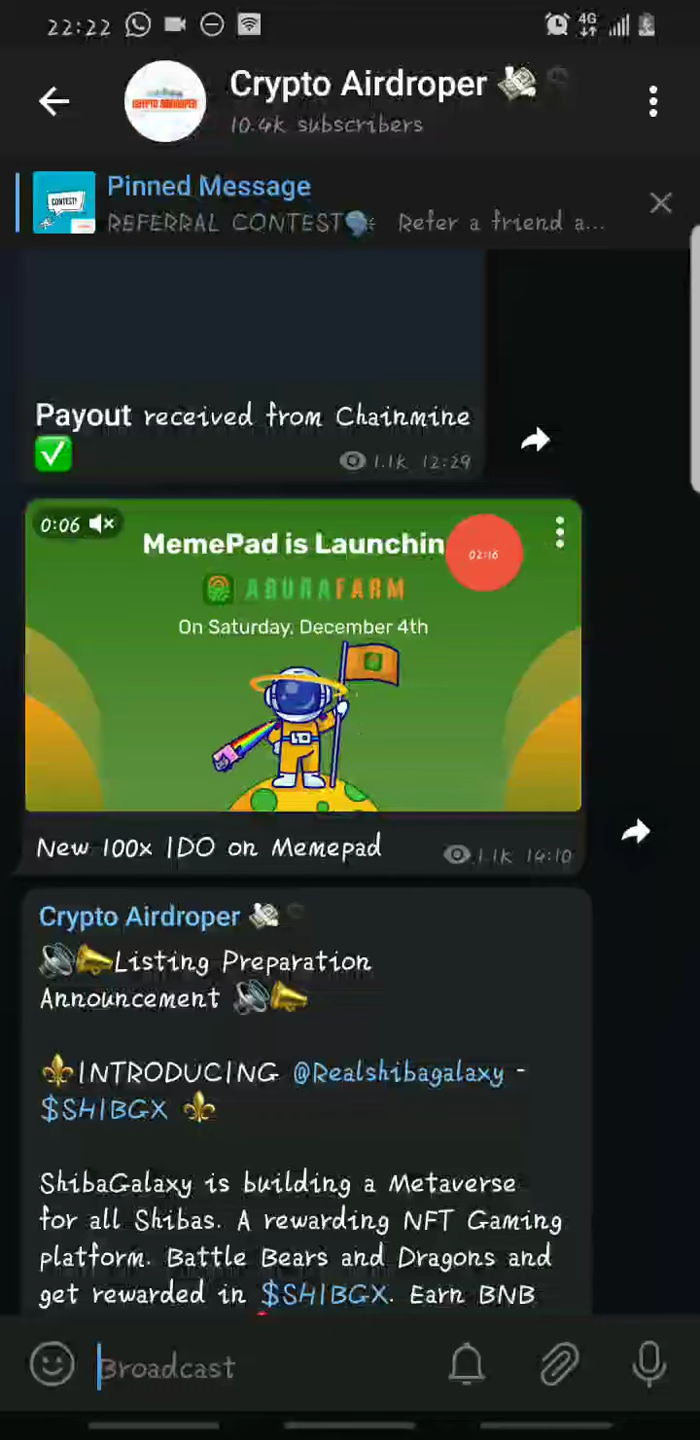 22:22
4G
Crypto Airdroper
10.4k subscribers
Pinned Message
REFERRAL CONTEST Refer a friend a...
CONTEST!
Payout received from Chainmine
1.1K 12:29
0:06
MemePad is Launchin
02:16
AGURAFARM
On Saturday, December 4th
New 100x IDO on Memepad
1.1K 14:10
Crypto Airdroper
Listing Preparation
Announcement
INTRODUCING @Realshibagalaxy -
$SHIBGX
ShibaGalaxy is building a Metaverse
for all Shibas. A rewarding NFT Gaming
platform. Battle Bears and Dragons and
get rewarded in $SHIBGX. Earn BNB
Broadcast